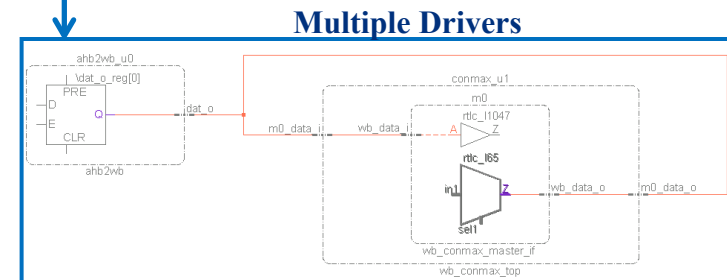 Multiple Drivers
ahb2wb_u0
\dat_o_reg[0]
PRE
D
Q
E
CLR
ahb2wb
dat_o
conmax_u1
m0
rtlc_I1047
m0_data_i
wb_data_i
A
Z
rtlc_I65
in1
Z
sel1
wb_data_o
m0_data_o
wb_conmax_master_if
wb_conmax_top